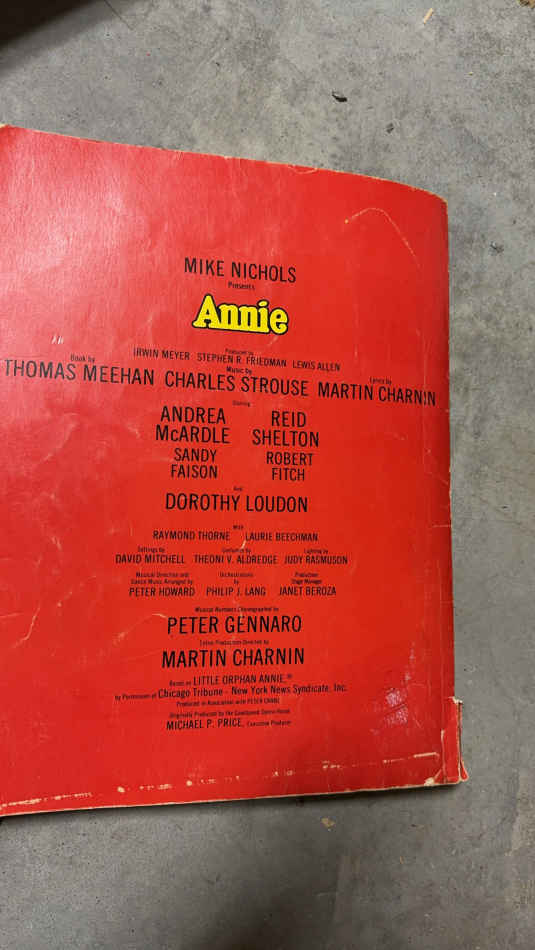 MIKE NICHOLS
Presents
Annie
Produced by
IRWIN MEYER STEPHEN R. FRIEDMAN LEWIS ALLEN
Book by Music by Lyrics by
THOMAS MEEHAN CHARLES STROUSE MARTIN CHARNIN
Starring
ANDREA REID
McARDLE SHELTON
SANDY ROBERT
FAISON FITCH
And
DOROTHY LOUDON
With
RAYMOND THORNE LAURIE BEECHMAN
Settings by Costumes by Lighting by
DAVID MITCHELL THEONI V. ALDREDGE JUDY RASMUSON
Musical Direction and Orchestrations Production
Dance Music Arranged by by Stage Manager
PETER HOWARD PHILIP J. LANG JANET BEROZA
Musical Numbers Choreographed by
PETER GENNARO
Entire Production Directed by
MARTIN CHARNIN
Based on LITTLE ORPHAN ANNIE,®
by Permission of Chicago Tribune - New York News Syndicate, Inc.
Produced in Association with PETER CRANE
Originally Produced by the Goodspeed Opera House
MICHAEL P. PRICE, Executive Producer